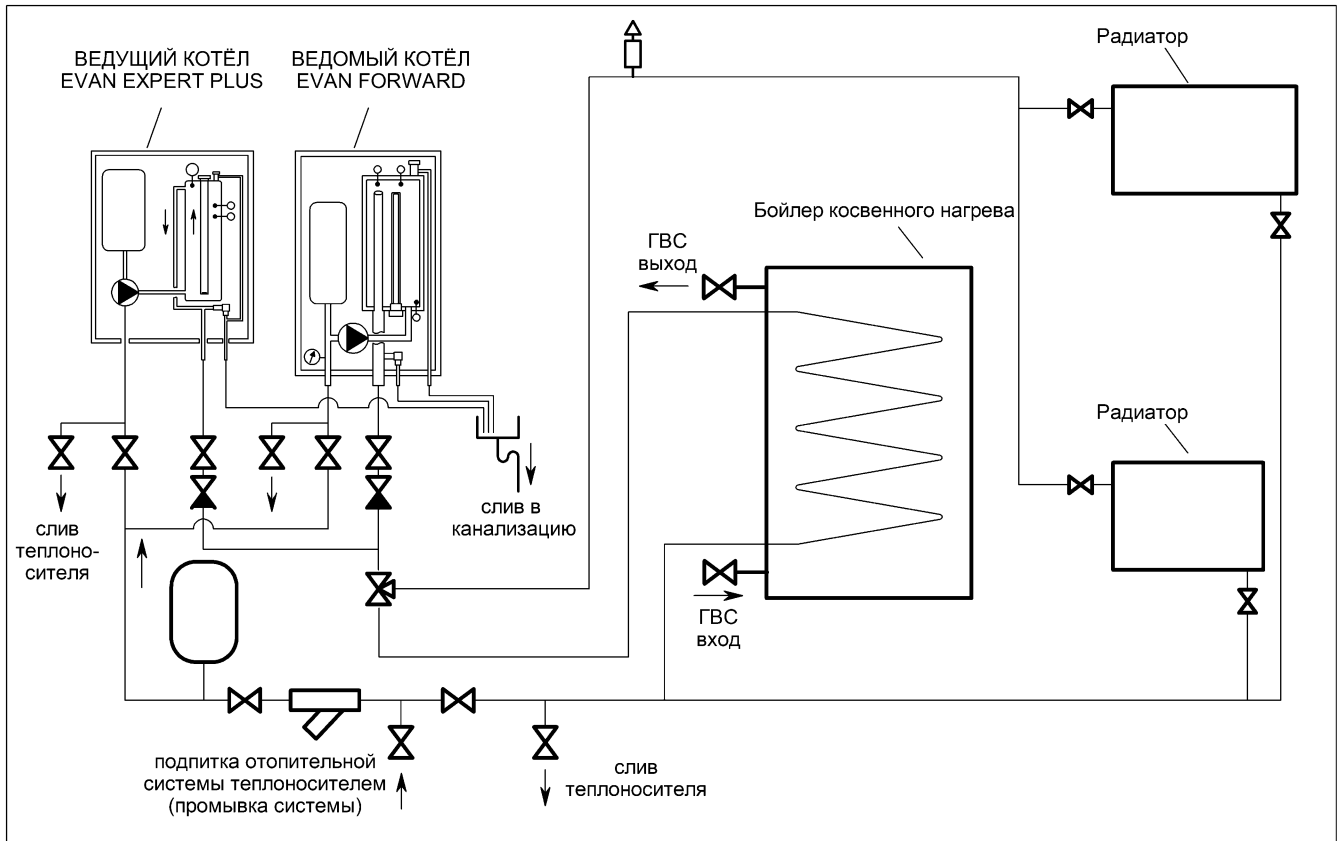 ВЕДУЩИЙ КОТЁЛ
EVAN EXPERT PLUS
ВЕДОМЫЙ КОТЁЛ
EVAN FORWARD
Радиатор
Бойлер косвенного нагрева
ГВС
выход
Радиатор
слив
теплоно-
сителя
слив в
канализацию
ГВС
вход
подпитка отопительной
системы теплоносителем
(промывка системы)
слив
теплоносителя